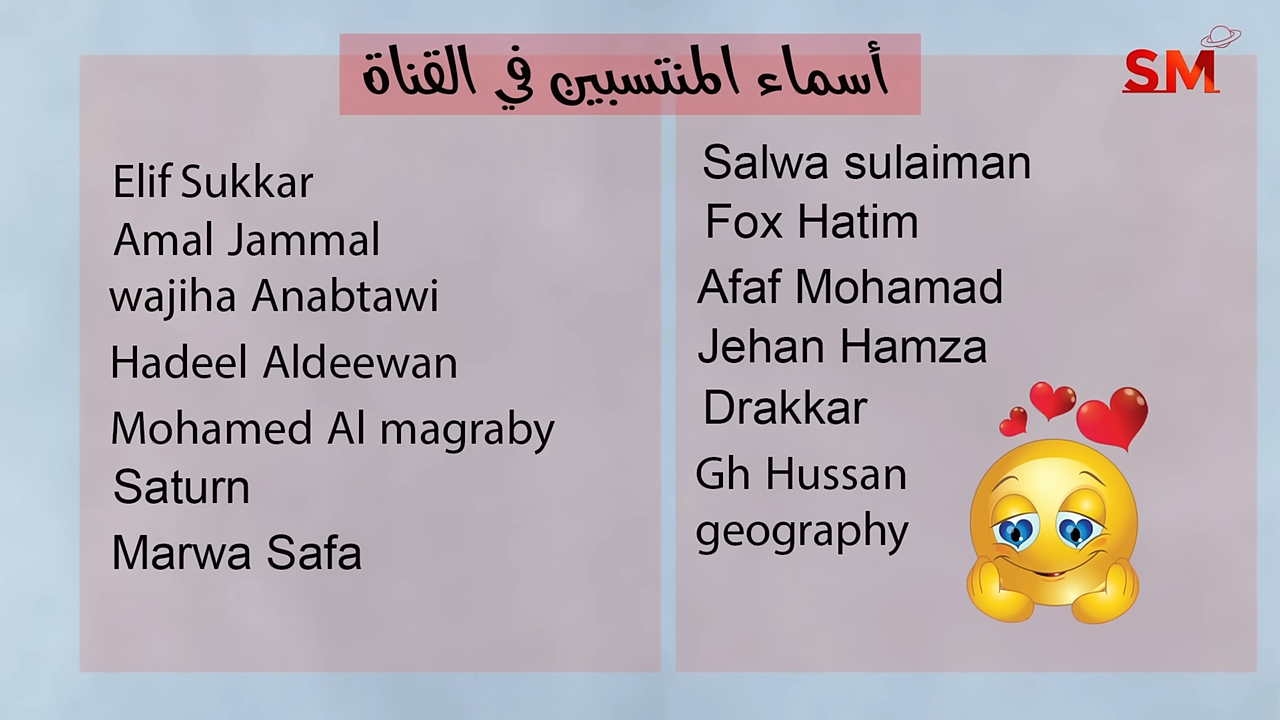 أسماء المنتسبين في القناة
SM
Elif Sukkar
Amal Jammal
wajiha Anabtawi
Hadeel Aldeewan
Mohamed Al magraby
Saturn
Marwa Safa
Salwa sulaiman
Fox Hatim
Afaf Mohamad
Jehan Hamza
Drakkar
Gh Hussan
geography